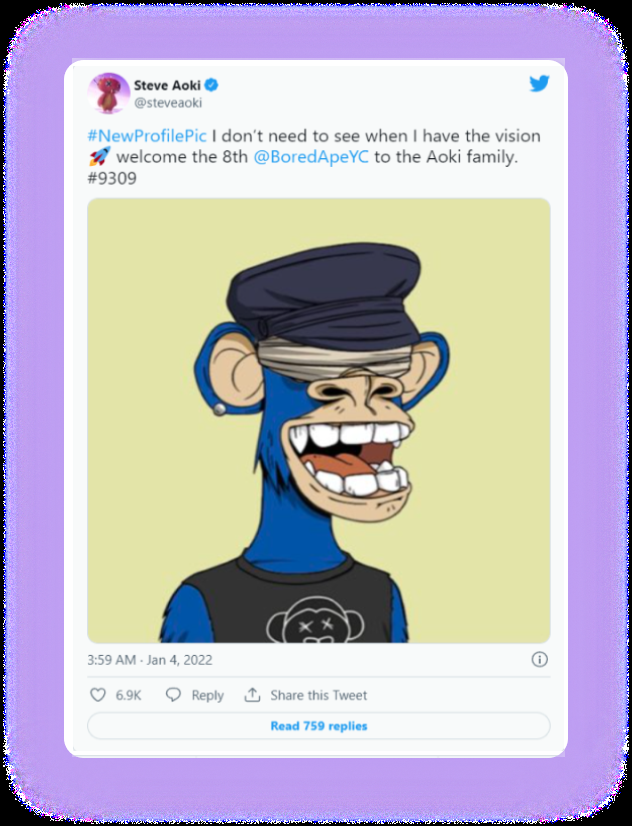 Steve Aoki
@steveaoki
#NewProfilePic I don't need to see when I have the vision
🚀 welcome the 8th @BoredApeYC to the Aoki family.
#9309
3:59 AM · Jan 4, 2022
6.9K Reply Share this Tweet
Read 759 replies